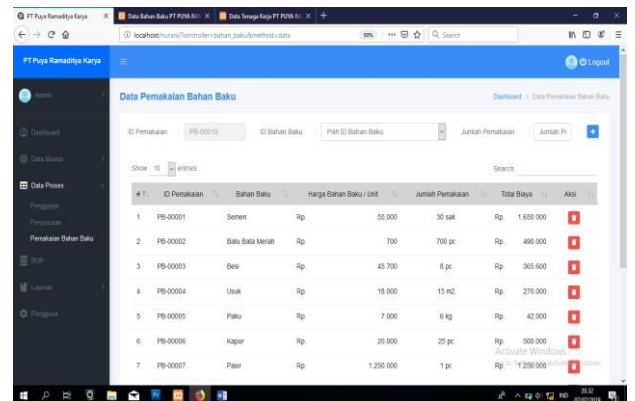 PT Puya Ramaditya Karya
Data Bahan Baku PT PUYA RA
Data Tenaga Kerja PT PUYA RA
localhost/nurani/?controller=bahan_baku&method=data
90%
Search
PT Puya Ramaditya Karya
Logout
Admin
Dashboard
Data Master
Data Proses
Penggajian
Penyusutan
Pemakaian Bahan Baku
BOP
Laporan
Pengguna
Data Pemakaian Bahan Baku
Dashboard > Data Pemakaian Bahan Baku
ID Pemakaian PB-00010 ID Bahan Baku Pilih ID Bahan Baku Jumlah Pemakaian Jumlah P
Show 10 entries Search:
# ID Pemakaian Bahan Baku Harga Bahan Baku / Unit Jumlah Pemakaian Total Biaya Aksi
1 PB-00001 Semen Rp. 55.000 30 sak Rp. 1.650.000
2 PB-00002 Batu Bata Merah Rp. 700 700 pc Rp. 490.000
3 PB-00003 Besi Rp. 45.700 8 pc Rp. 365.600
4 PB-00004 Usuk Rp. 18.000 15 m2 Rp. 270.000
5 PB-00005 Paku Rp. 7.000 6 kg Rp. 42.000
6 PB-00006 Kapur Rp. 20.000 25 pc Rp. 500.000
7 PB-00007 Pasir Rp. 1.250.000 1 pc Rp. 1.250.000
Activate Windows
IND
20.32